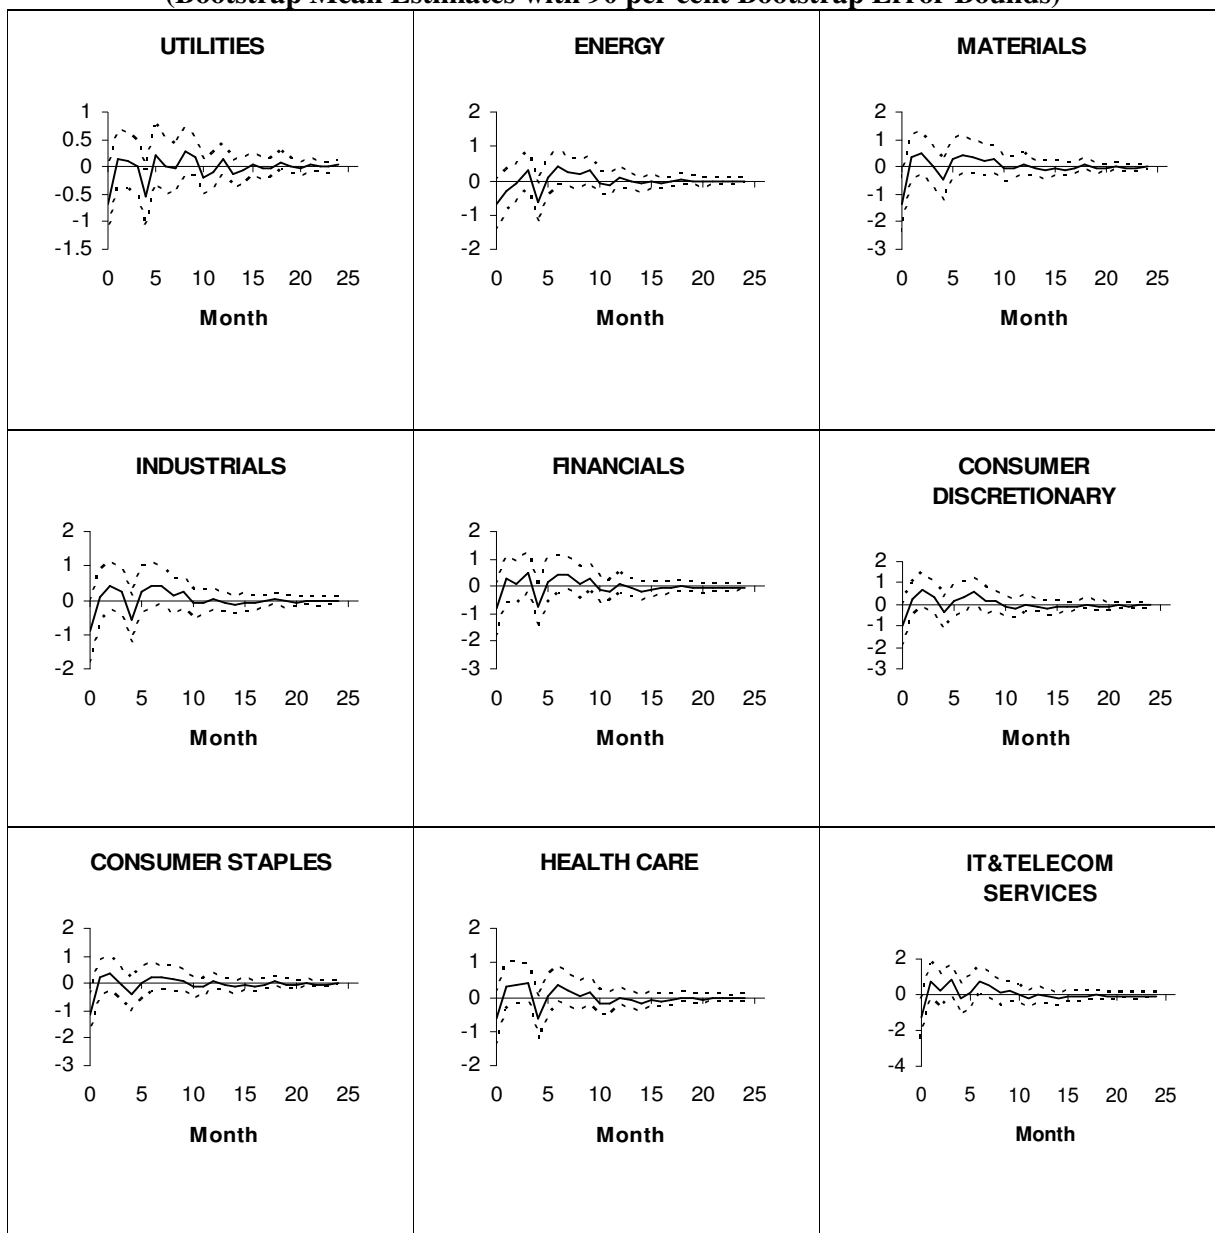 (Bootstrap Mean Estimates with 90 per cent Bootstrap Error Bounds)
UTILITIES
1
0.5
0
-0.5
-1
-1.5
0 5 10 15 20 25
Month
ENERGY
2
1
0
-1
-2
0 5 10 15 20 25
Month
MATERIALS
2
1
0
-1
-2
-3
0 5 10 15 20 25
Month
INDUSTRIALS
2
1
0
-1
-2
0 5 10 15 20 25
Month
FINANCIALS
2
1
0
-1
-2
-3
0 5 10 15 20 25
Month
CONSUMER
DISCRETIONARY
2
1
0
-1
-2
-3
0 5 10 15 20 25
Month
CONSUMER STAPLES
2
1
0
-1
-2
-3
0 5 10 15 20 25
Month
HEALTH CARE
2
1
0
-1
-2
0 5 10 15 20 25
Month
IT&TELECOM
SERVICES
2
0
-2
-4
0 5 10 15 20 25
Month